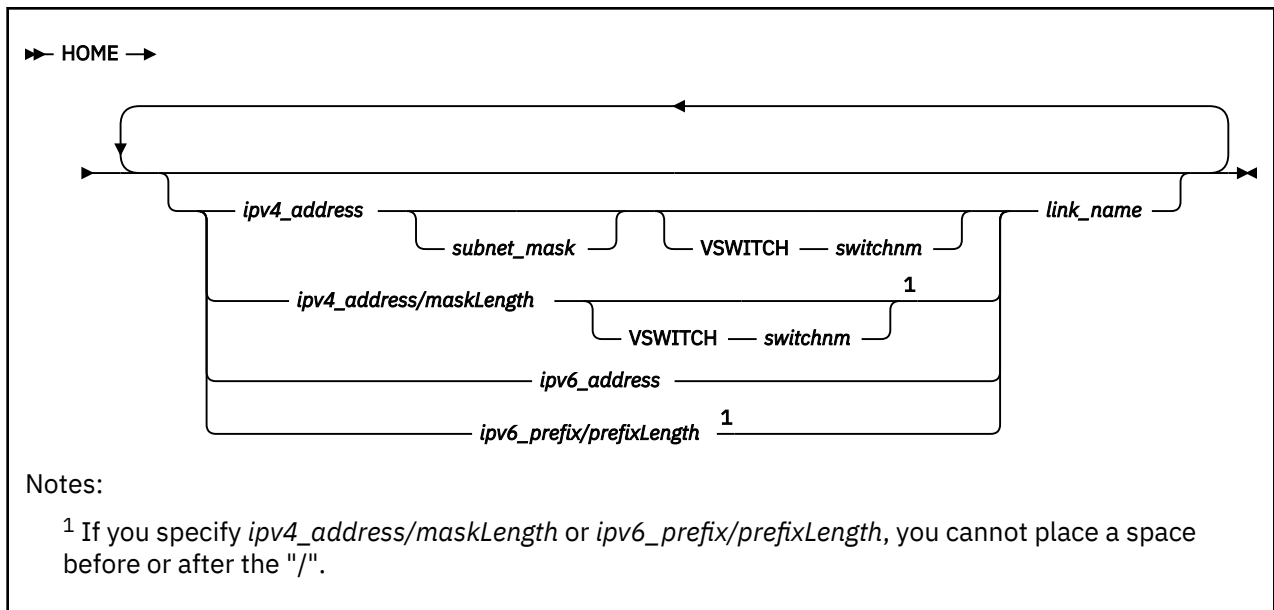 HOME
ipv4_address link_name
subnet_mask VSWITCH switchnm
ipv4_address/maskLength 1
VSWITCH switchnm
ipv6_address
ipv6_prefix/prefixLength 1
Notes:
1 If you specify ipv4_address/maskLength or ipv6_prefix/prefixLength, you cannot place a space
before or after the "/".